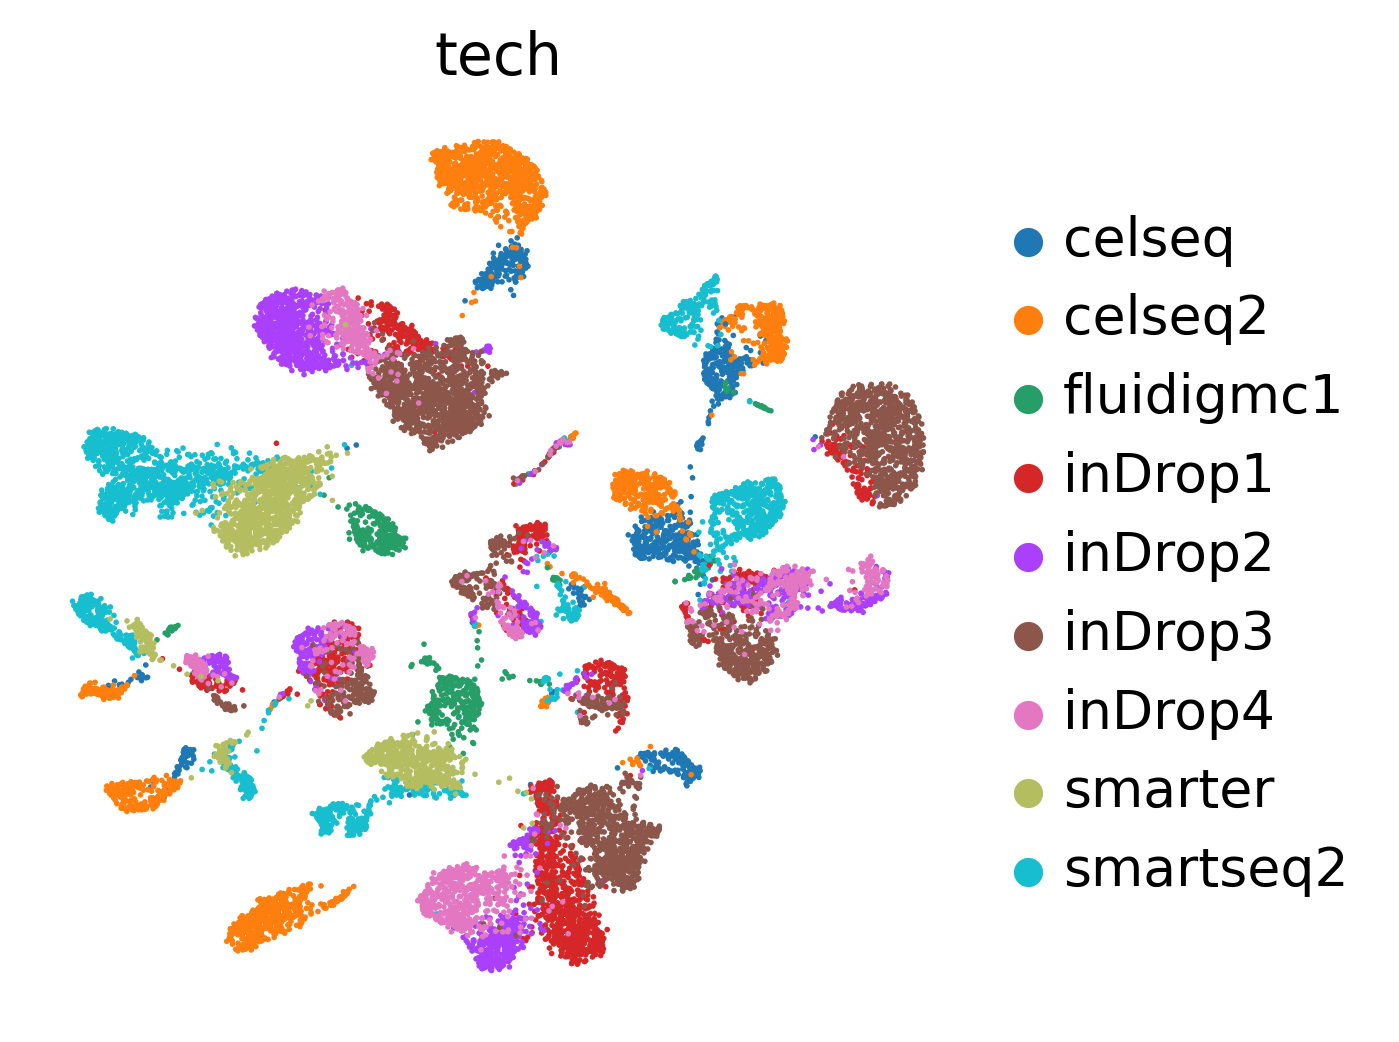 tech
celseq
celseq2
fluidigmc1
inDrop1
inDrop2
inDrop3
inDrop4
smarter
smartseq2